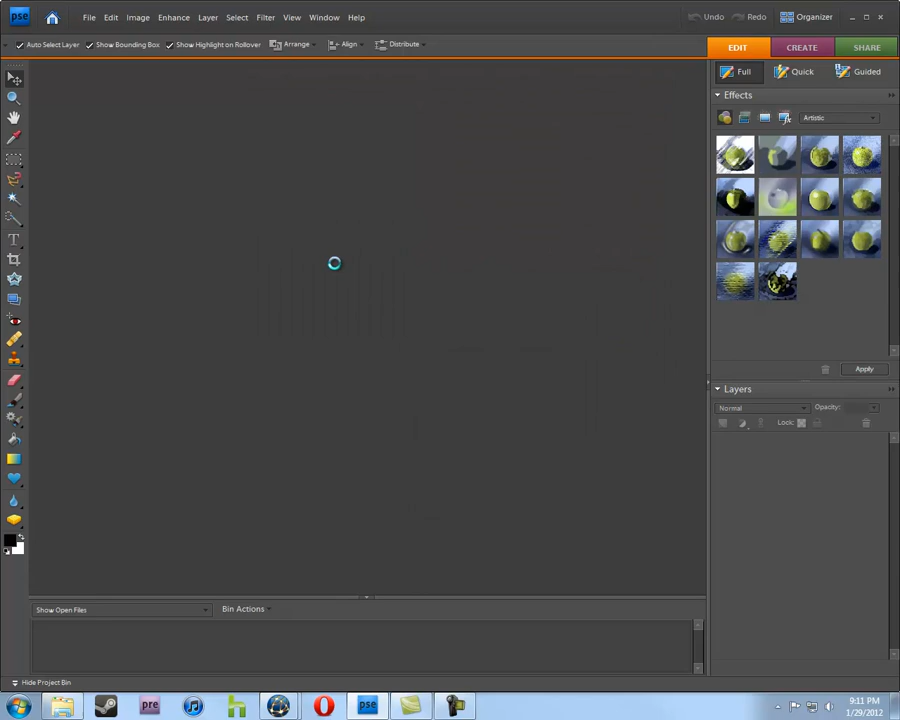 pse File Edit Image Enhance Layer Select Filter View Window Help Undo Redo Organizer
Auto Select Layer Show Bounding Box Show Highlight on Rollover Arrange Align Distribute EDIT CREATE SHARE
Full Quick Guided
Effects
Artistic
T
Apply
Layers
Normal Opacity:
Lock:
Show Open Files Bin Actions
Hide Project Bin
pre h pse 9:11 PM
1/29/2012